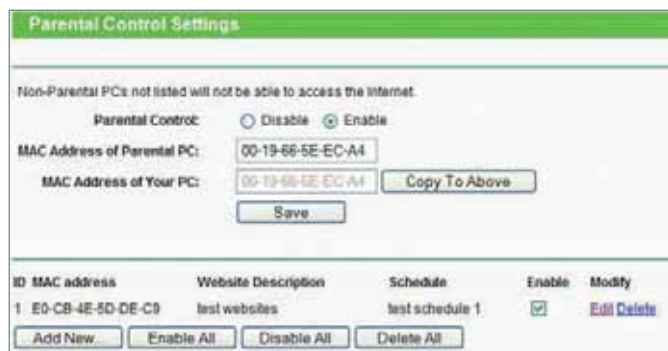 Parental Control Settings
Non-Parental PCs not listed will not be able to access the Internet.
Parental Control: Disable Enable
MAC Address of Parental PC: 00-19-66-5E-EC-A4
MAC Address of Your PC: 00-19-66-5E-EC-A4 Copy To Above
Save
ID MAC address Website Description Schedule Enable Modify
1 E0-CB-4E-5D-DE-C9 test websites test schedule 1 Edit Delete
Add New... Enable All Disable All Delete All